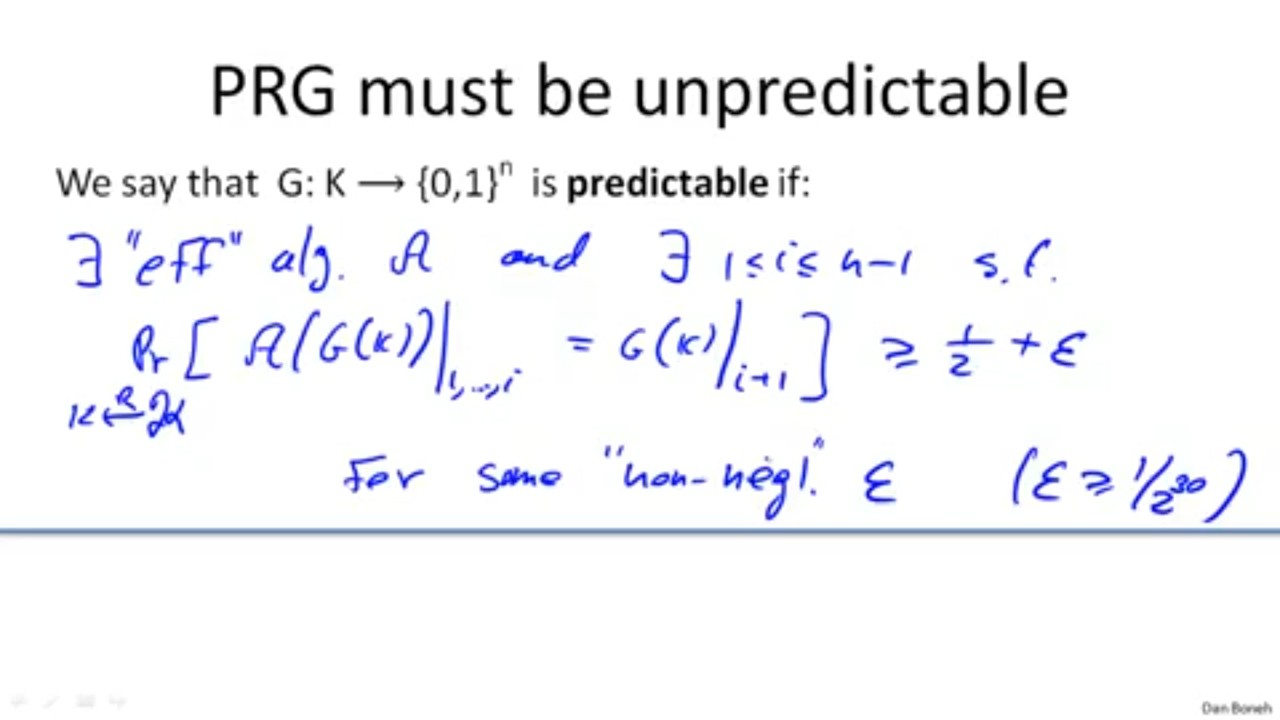 PRG must be unpredictable
We say that G: K ⟶ {0,1}ⁿ is predictable if:
∃ "eff" alg. A and ∃ 1≤i≤n-1 s.t.
Pr[ A(G(k))|1,...,i = G(k)|i+1 ] ≥ 1/2 + ε
k ←R K
For some "non-negl." ε (ε ≥ 1/2³⁰)
Dan Boneh